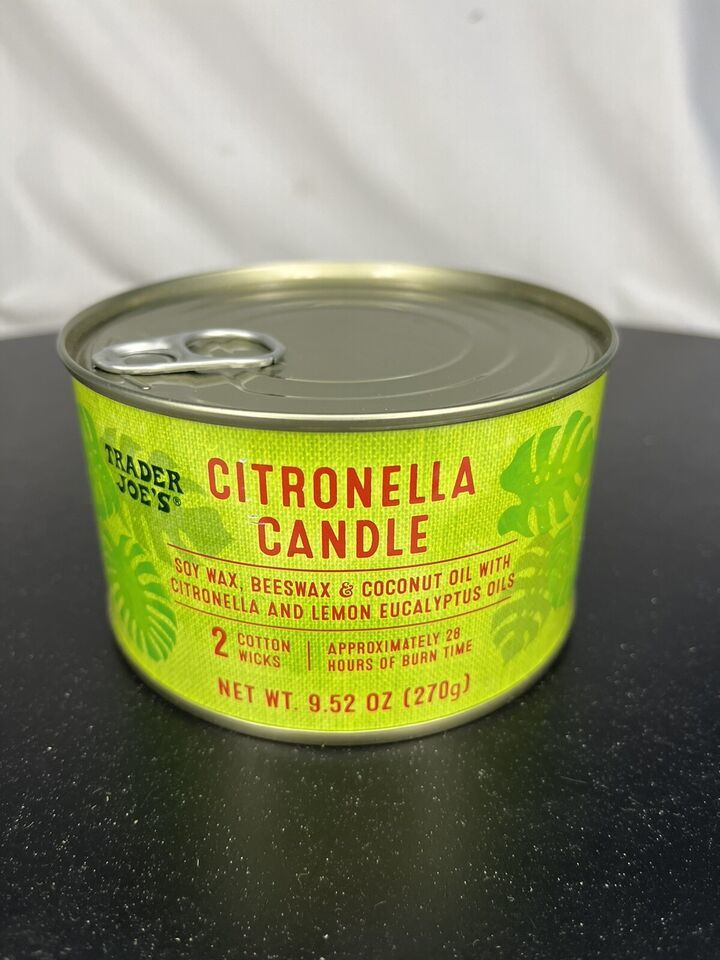 TRADER
JOE'S®
CITRONELLA
CANDLE
SOY WAX, BEESWAX & COCONUT OIL WITH
CITRONELLA AND LEMON EUCALYPTUS OILS
2 COTTON
WICKS
APPROXIMATELY 28
HOURS OF BURN TIME
NET WT. 9.52 OZ (270g)